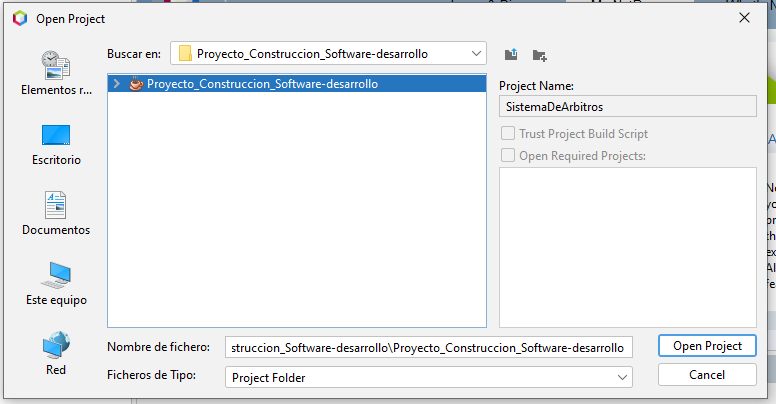 Open Project
Buscar en:
Proyecto_Construccion_Software-desarrollo
Elementos r...
Escritorio
Documentos
Este equipo
Red
Proyecto_Construccion_Software-desarrollo
Project Name:
SistemaDeArbitros
Trust Project Build Script
Open Required Projects:
Nombre de fichero:
struccion_Software-desarrollo\Proyecto_Construccion_Software-desarrollo
Open Project
Ficheros de Tipo:
Project Folder
Cancel